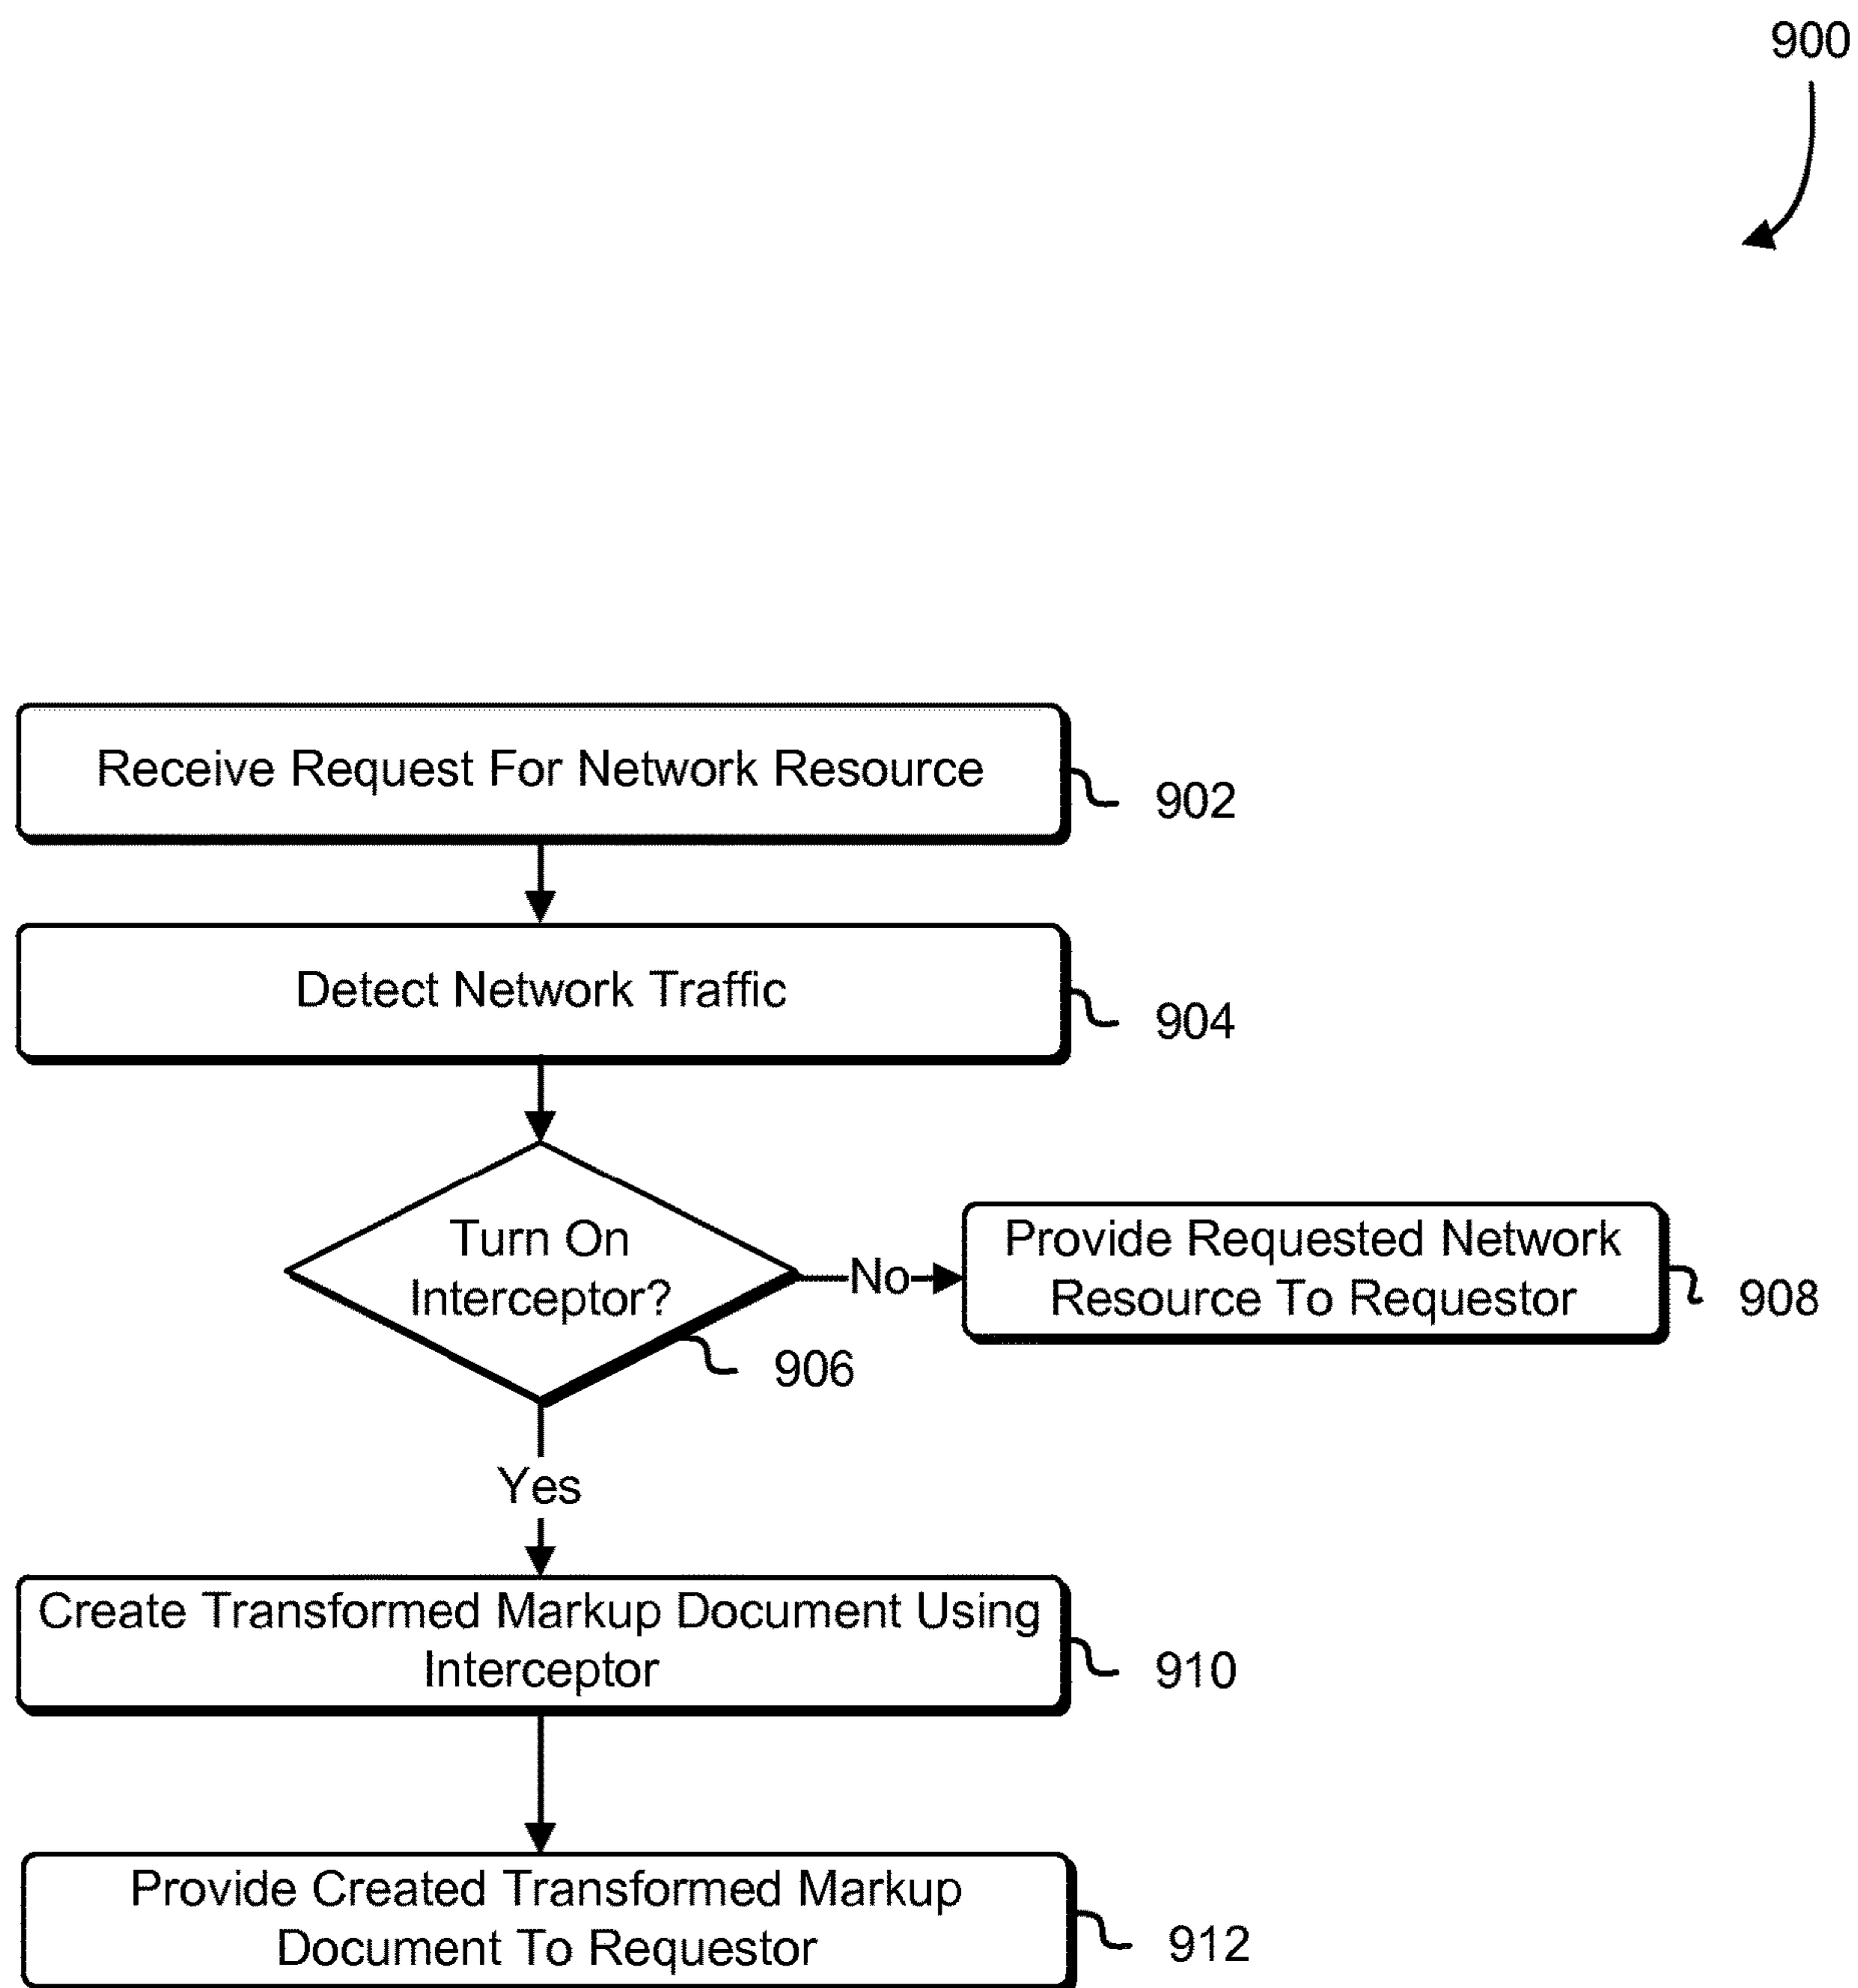 900
Receive Request For Network Resource
902
Detect Network Traffic
904
Turn On
Interceptor?
906
No
Provide Requested Network
Resource To Requestor
908
Yes
Create Transformed Markup Document Using
Interceptor
910
Provide Created Transformed Markup
Document To Requestor
912